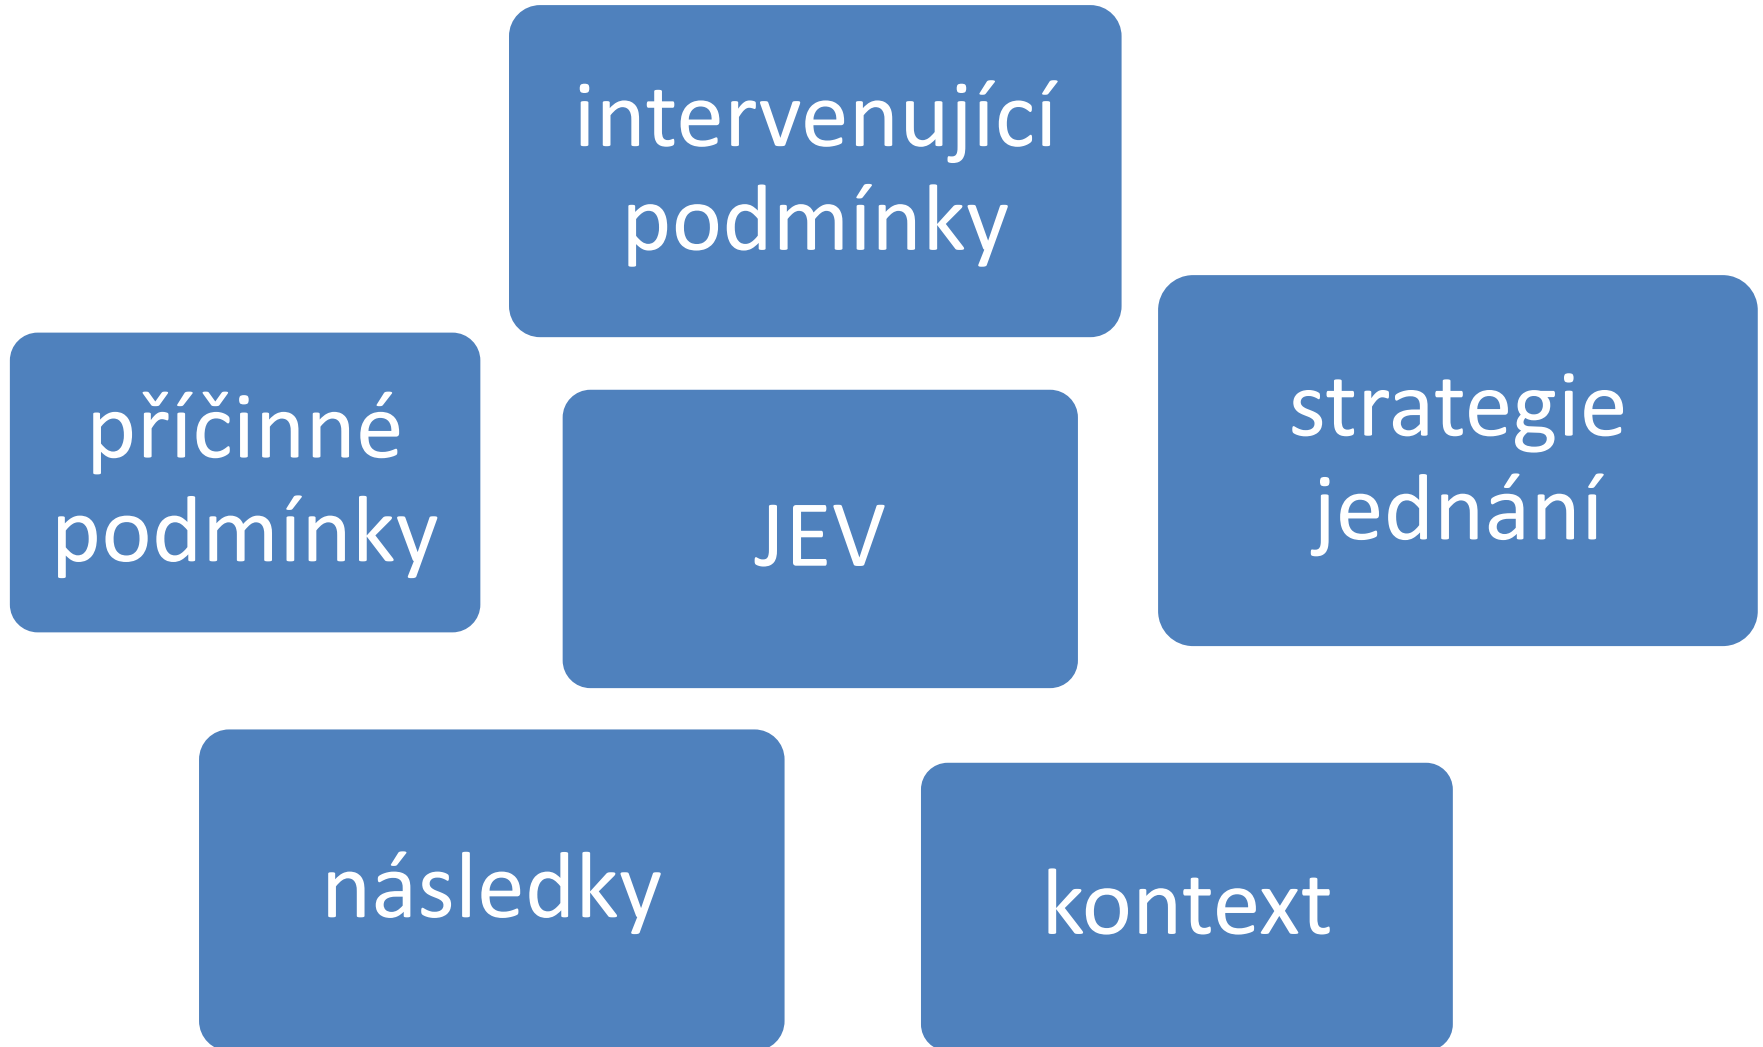 intervenující
podmínky
příčinné
podmínky
JEV
strategie
jednání
následky
kontext